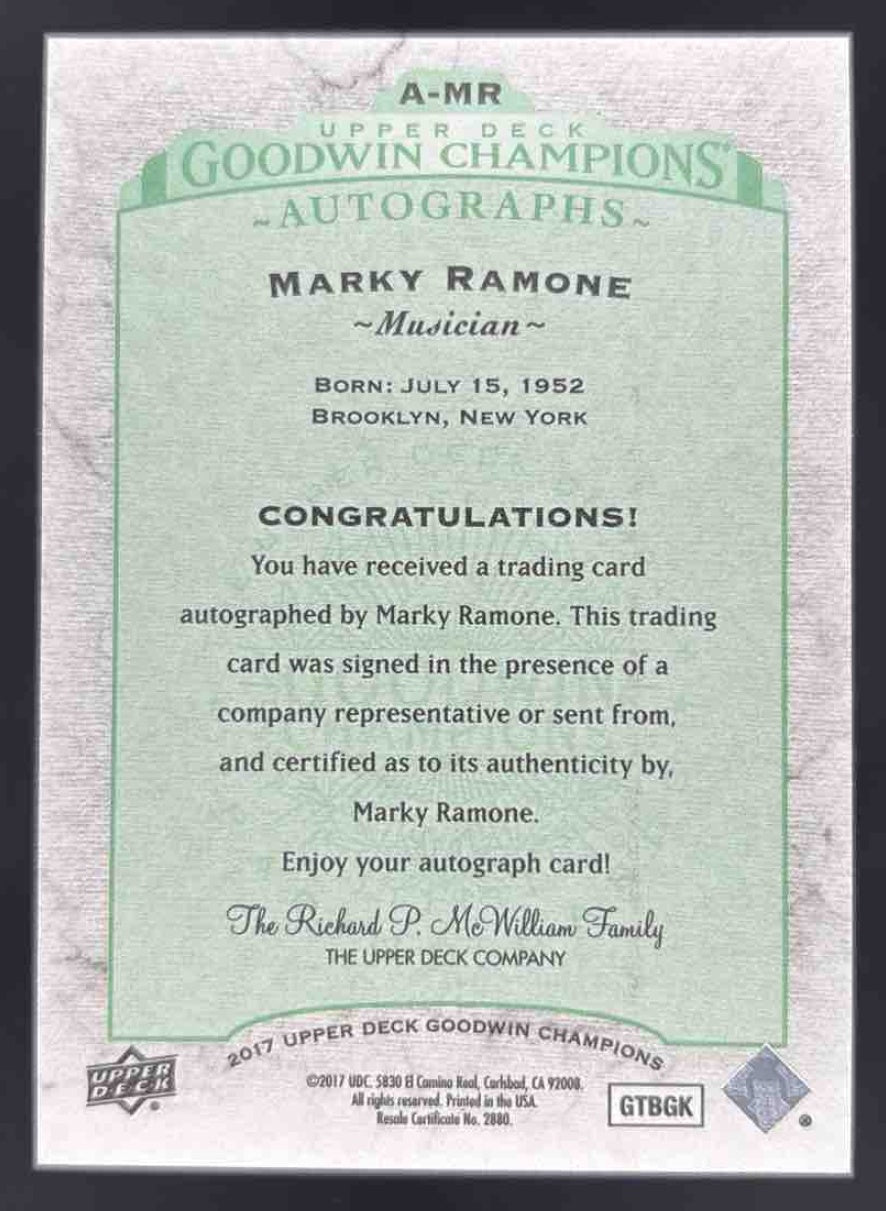 A-MR
UPPER DECK
GOODWIN CHAMPIONS®
~AUTOGRAPHS~
MARKY RAMONE
~Musician~
BORN: JULY 15, 1952
BROOKLYN, NEW YORK
CONGRATULATIONS!
You have received a trading card
autographed by Marky Ramone. This trading
card was signed in the presence of a
company representative or sent from,
and certified as to its authenticity by,
Marky Ramone.
Enjoy your autograph card!
The Richard P. McWilliam Family
THE UPPER DECK COMPANY
2017 UPPER DECK GOODWIN CHAMPIONS
UPPER
DECK®
©2017 UDC. 5830 El Camino Real, Carlsbad, CA 92008.
All rights reserved. Printed in the USA.
Resale Certificate No. 2880.
GTBGK
®